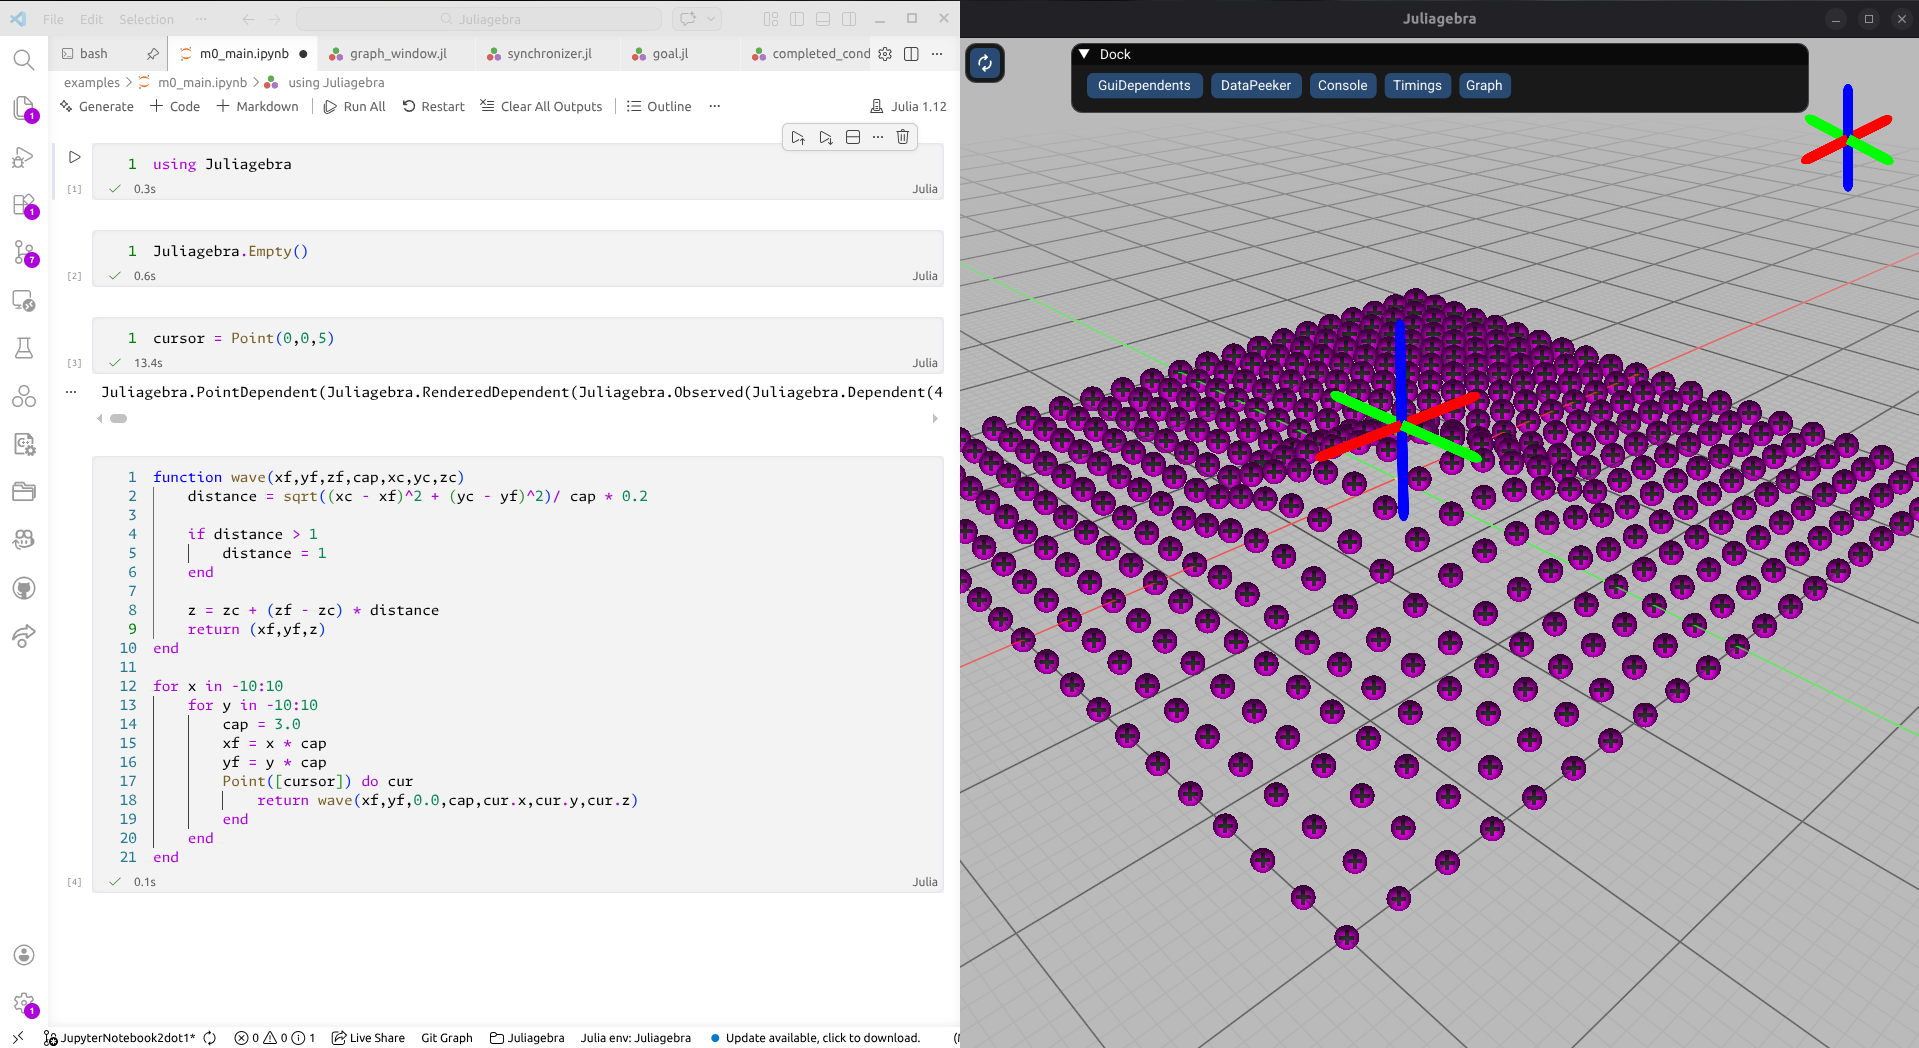 File Edit Selection ··· Juliagebra
bash m0_main.ipynb graph_window.jl synchronizer.jl goal.jl completed_cond
examples > m0_main.ipynb > using Juliagebra
Generate + Code + Markdown Run All Restart Clear All Outputs Outline ··· Julia 1.12
1 using Juliagebra
[1] 0.3s Julia
1 Juliagebra.Empty()
[2] 0.6s Julia
1 cursor = Point(0,0,5)
[3] 13.4s Julia
··· Juliagebra.PointDependent(Juliagebra.RenderedDependent(Juliagebra.Observed(Juliagebra.Dependent(4
1 function wave(xf,yf,zf,cap,xc,yc,zc)
2 distance = sqrt((xc - xf)^2 + (yc - yf)^2)/ cap * 0.2
3
4 if distance > 1
5 distance = 1
6 end
7
8 z = zc + (zf - zc) * distance
9 return (xf,yf,z)
10 end
11
12 for x in -10:10
13 for y in -10:10
14 cap = 3.0
15 xf = x * cap
16 yf = y * cap
17 Point([cursor]) do cur
18 return wave(xf,yf,0.0,cap,cur.x,cur.y,cur.z)
19 end
20 end
21 end
[4] 0.1s Julia
1
1
7
1
JupyterNotebook2dot1* 0 0 1 Live Share Git Graph Juliagebra Julia env: Juliagebra Update available, click to download.
Juliagebra
Dock
GuiDependents DataPeeker Console Timings Graph